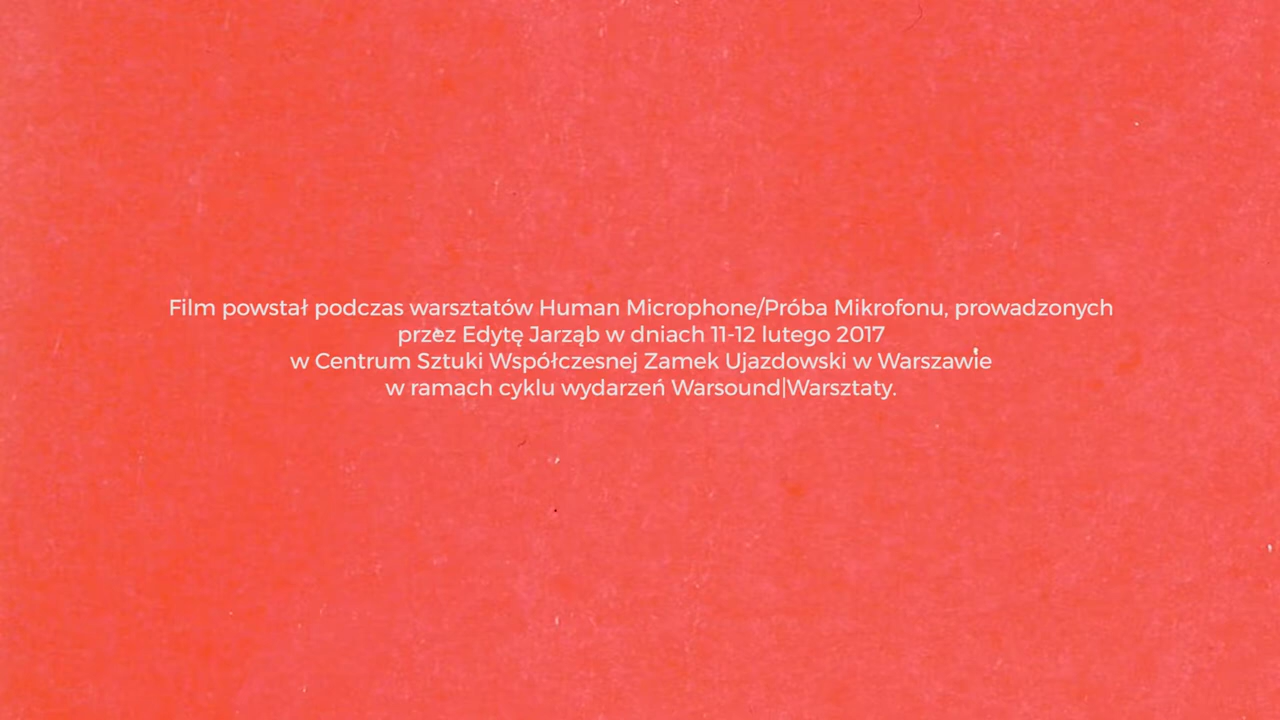 Film powstał podczas warsztatów Human Microphone/Próba Mikrofonu, prowadzonych
przez Edytę Jarząb w dniach 11-12 lutego 2017
w Centrum Sztuki Współczesnej Zamek Ujazdowski w Warszawie
w ramach cyklu wydarzeń Warsound|Warsztaty.